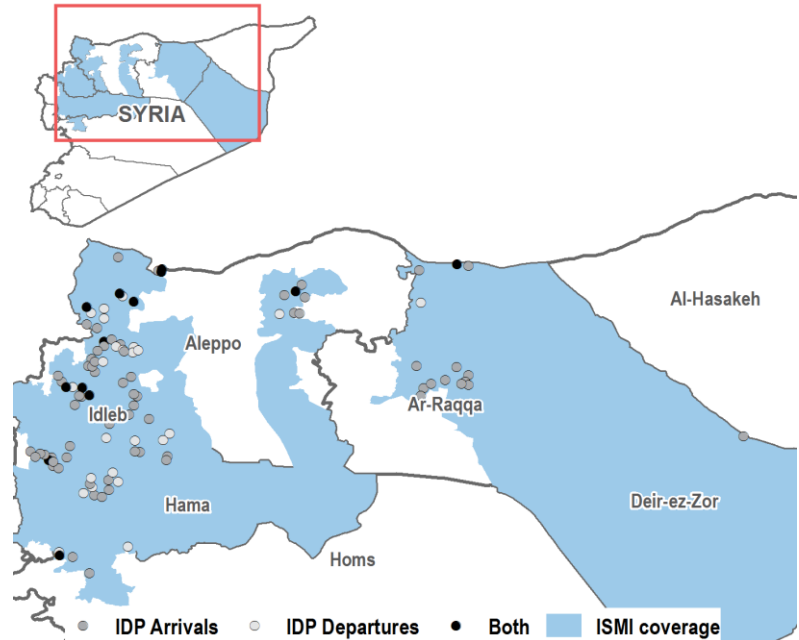 SYRIA
Al-Hasakeh
Aleppo
Ar-Raqqa
Idleb
Deir-ez-Zor
Hama
Homs
IDP Arrivals IDP Departures Both ISMI coverage